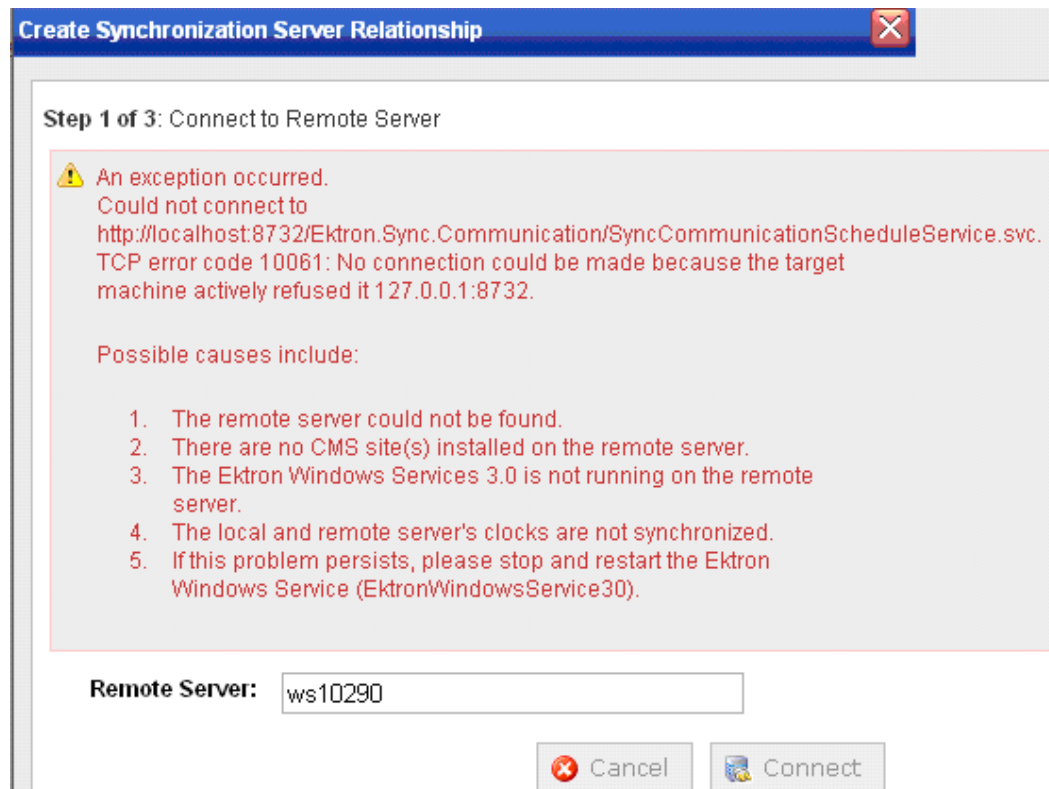 Create Synchronization Server Relationship
Step 1 of 3: Connect to Remote Server
An exception occurred.
Could not connect to
http://localhost:8732/Ektron.Sync.Communication/SyncCommunicationScheduleService.svc.
TCP error code 10061: No connection could be made because the target
machine actively refused it 127.0.0.1:8732.
Possible causes include:
1. The remote server could not be found.
2. There are no CMS site(s) installed on the remote server.
3. The Ektron Windows Services 3.0 is not running on the remote
server.
4. The local and remote server's clocks are not synchronized.
5. If this problem persists, please stop and restart the Ektron
Windows Service (EktronWindowsService30).
Remote Server: ws10290
Cancel Connect